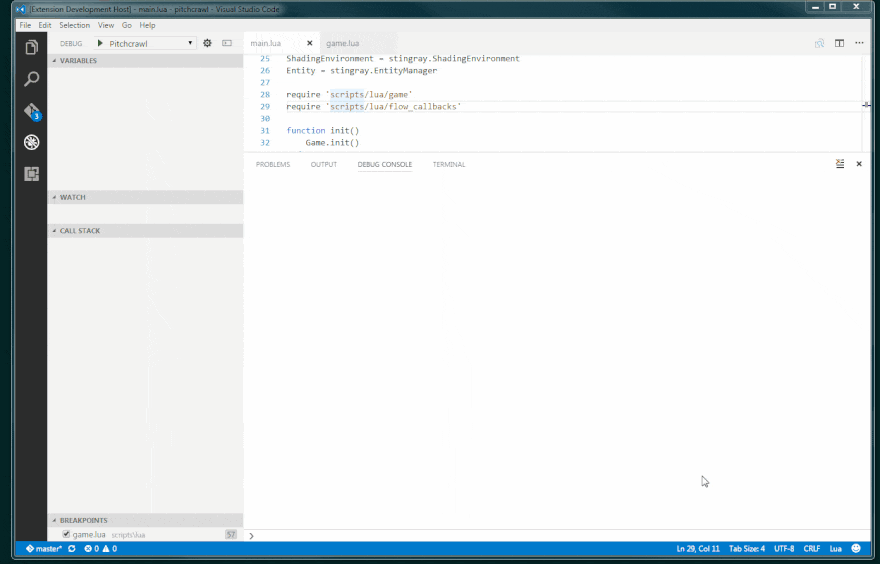 [Extension Development Host] - main.lua - pitchcrawl - Visual Studio Code
File Edit Selection View Go Help
DEBUG Pitchcrawl
main.lua game.lua
VARIABLES
WATCH
CALL STACK
BREAKPOINTS
game.lua scripts\lua 57
3
25 ShadingEnvironment = stingray.ShadingEnvironment
26 Entity = stingray.EntityManager
27
28 require 'scripts/lua/game'
29 require 'scripts/lua/flow_callbacks'
30
31 function init()
32 Game.init()
PROBLEMS OUTPUT DEBUG CONSOLE TERMINAL
master* 0 0 Ln 29, Col 11 Tab Size: 4 UTF-8 CRLF Lua